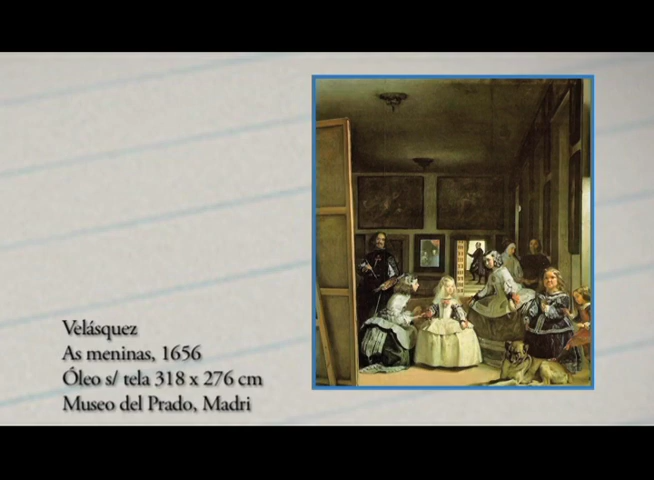 Velásquez
As meninas, 1656
Óleo s/ tela 318 x 276 cm
Museo del Prado, Madri